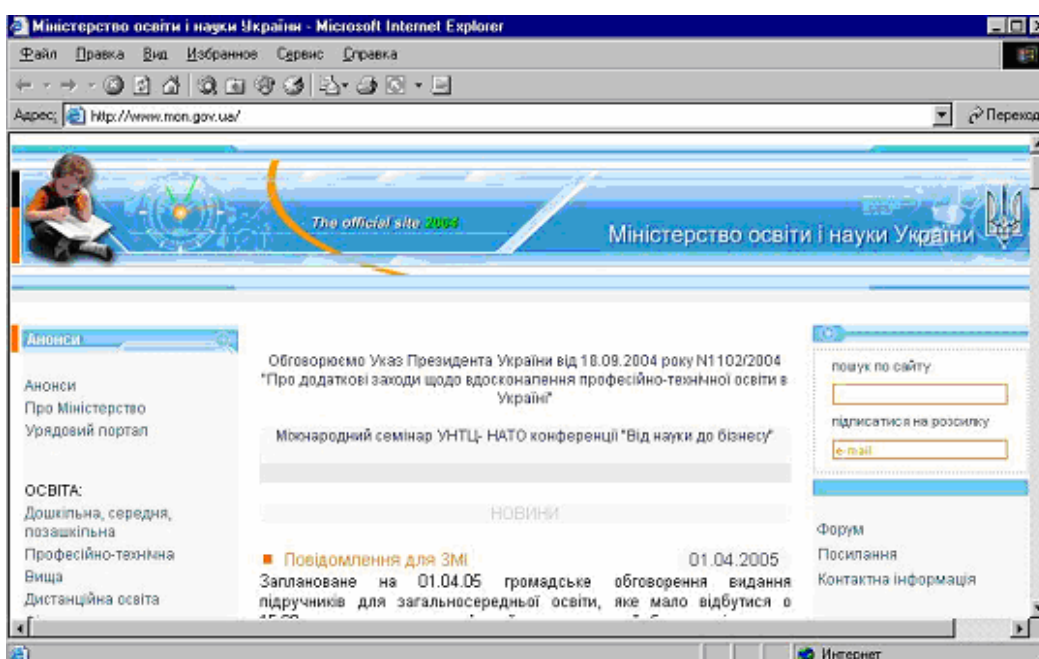 Міністерство освіти і науки України - Microsoft Internet Explorer
Файл Правка Вид Избранное Сервис Справка
Адрес: http://www.mon.gov.ua/ Переход
The official site 2004
Міністерство освіти і науки України
Анонси
Анонси
Про Міністерство
Урядовий портал
ОСВІТА:
Дошкільна, середня,
позашкільна
Професійно-технічна
Вища
Дистанційна освіта
Обговорюємо Указ Президента України від 18.09.2004 року N1102/2004
"Про додаткові заходи щодо вдосконалення професійно-технічної освіти в
Україні"
Міжнародний семінар УНТЦ- НАТО конференції "Від науки до бізнесу"
НОВИНИ
Повідомлення для ЗМІ 01.04.2005
Заплановане на 01.04.05 громадське обговорення видання
підручників для загальносередньої освіти, яке мало відбутися о
пошук по сайту
підписатися на розсилку
e-mail
Форум
Посилання
Контактна інформація
Интернет